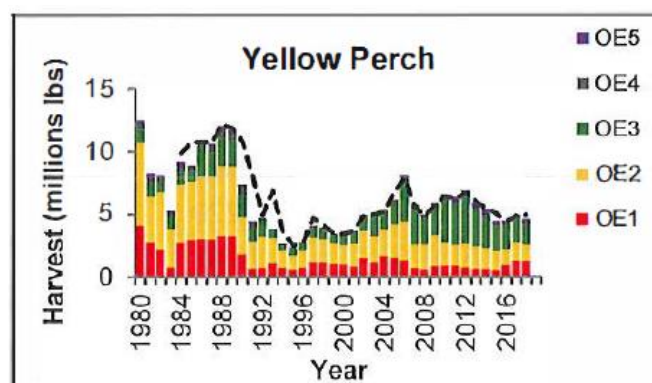 Yellow Perch
Harvest (millions lbs)
15
10
5
0
1980
1984
1988
1992
1996
2000
2004
2008
2012
2016
Year
OE5
OE4
OE3
OE2
OE1